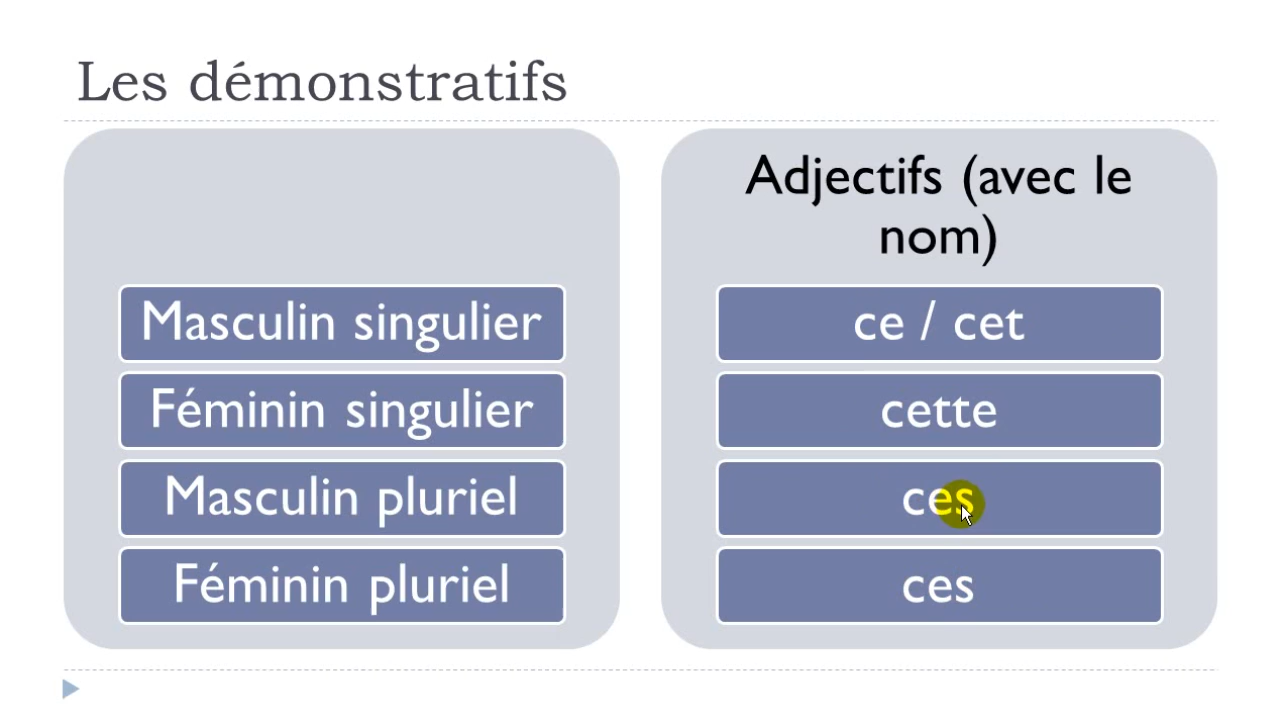 Les démonstratifs
Adjectifs (avec le
nom)
Masculin singulier
ce / cet
Féminin singulier
cette
Masculin pluriel
ces
Féminin pluriel
ces